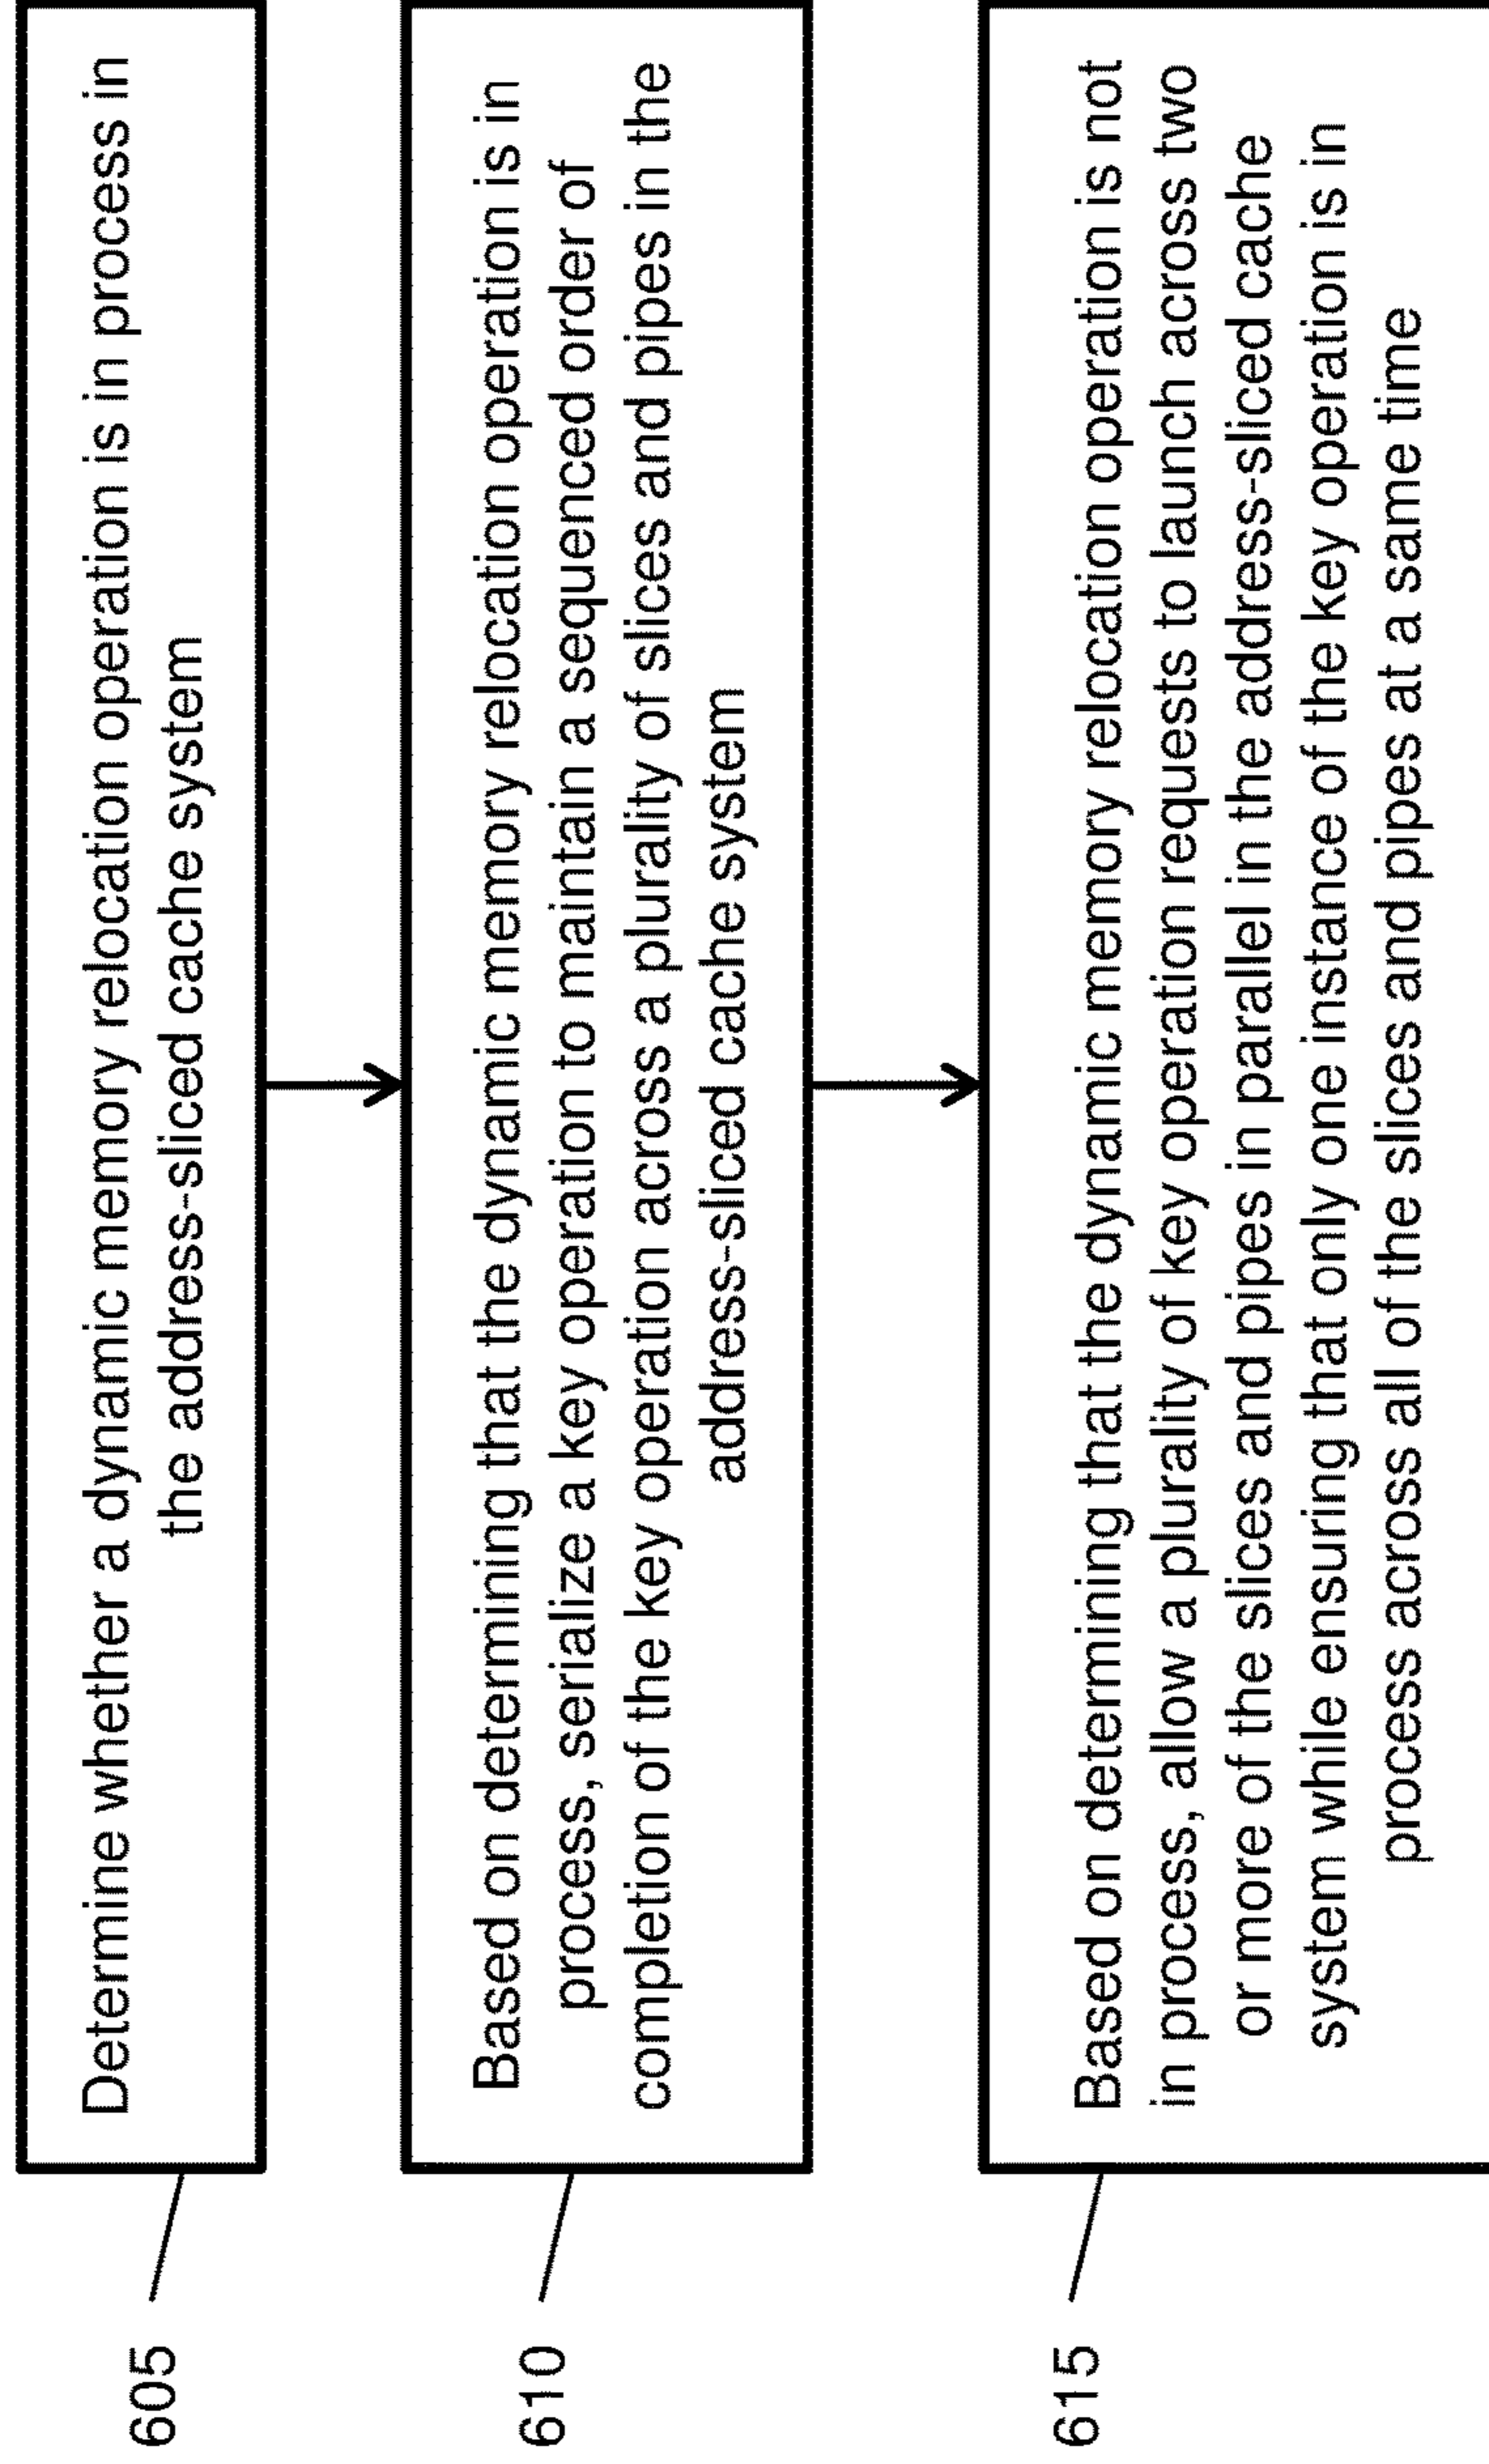 605
Determine whether a dynamic memory relocation operation is in process in
the address-sliced cache system
610
Based on determining that the dynamic memory relocation operation is in
process, serialize a key operation to maintain a sequenced order of
completion of the key operation across a plurality of slices and pipes in the
address-sliced cache system
615
Based on determining that the dynamic memory relocation operation is not
in process, allow a plurality of key operation requests to launch across two
or more of the slices and pipes in parallel in the address-sliced cache
system while ensuring that only one instance of the key operation is in
process across all of the slices and pipes at a same time